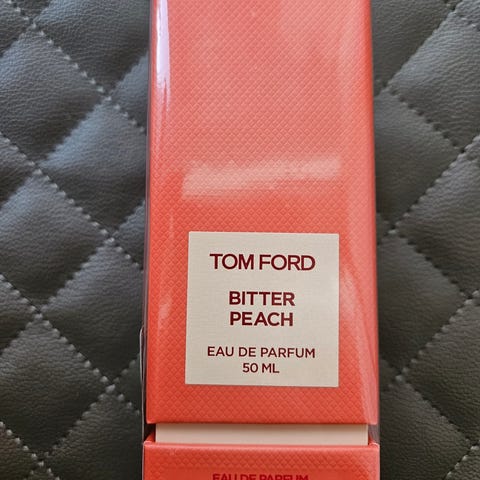 TOM FORD
BITTER
PEACH
EAU DE PARFUM
50 ML
EAU DE PARFUM